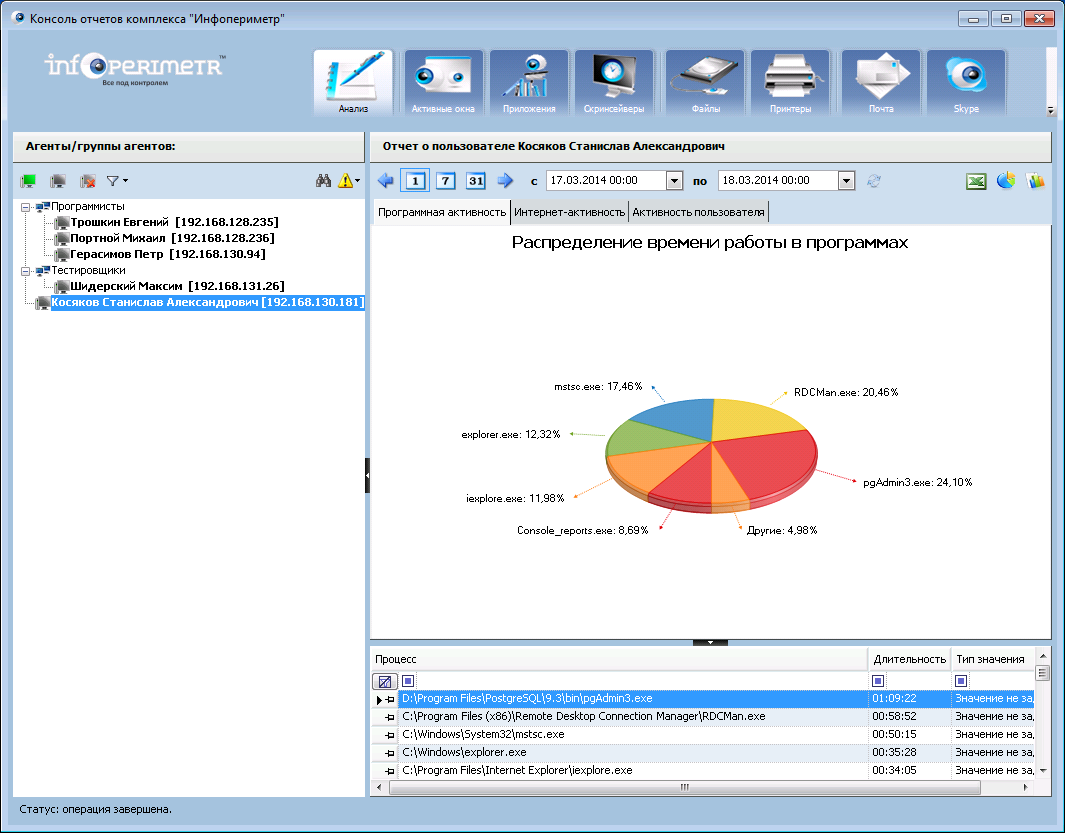 Консоль отчетов комплекса "Инфопериметр"
infOperimetr™
Все под контролем
Анализ
Активные окна
Приложения
Скринсейверы
Файлы
Принтеры
Почта
Skype
Агенты/группы агентов:
Отчет о пользователе Косяков Станислав Александрович
1 7 31 с 17.03.2014 00:00 по 18.03.2014 00:00
Программисты
Трошкин Евгений [192.168.128.235]
Портной Михаил [192.168.128.236]
Герасимов Петр [192.168.130.94]
Тестировщики
Шидерский Максим [192.168.131.26]
Косяков Станислав Александрович [192.168.130.181]
Программная активность Интернет-активность Активность пользователя
Распределение времени работы в программах
mstsc.exe: 17,46%
RDCMan.exe: 20,46%
explorer.exe: 12,32%
pgAdmin3.exe: 24,10%
iexplore.exe: 11,98%
Console_reports.exe: 8,69%
Другие: 4,98%
Процесс Длительность Тип значения
D:\Program Files\PostgreSQL\9.3\bin\pgAdmin3.exe 01:09:22 Значение не за,
C:\Program Files (x86)\Remote Desktop Connection Manager\RDCMan.exe 00:58:52 Значение не за,
C:\Windows\System32\mstsc.exe 00:50:15 Значение не за,
C:\Windows\explorer.exe 00:35:28 Значение не за,
C:\Program Files\Internet Explorer\iexplore.exe 00:34:05 Значение не за,
Статус: операция завершена.